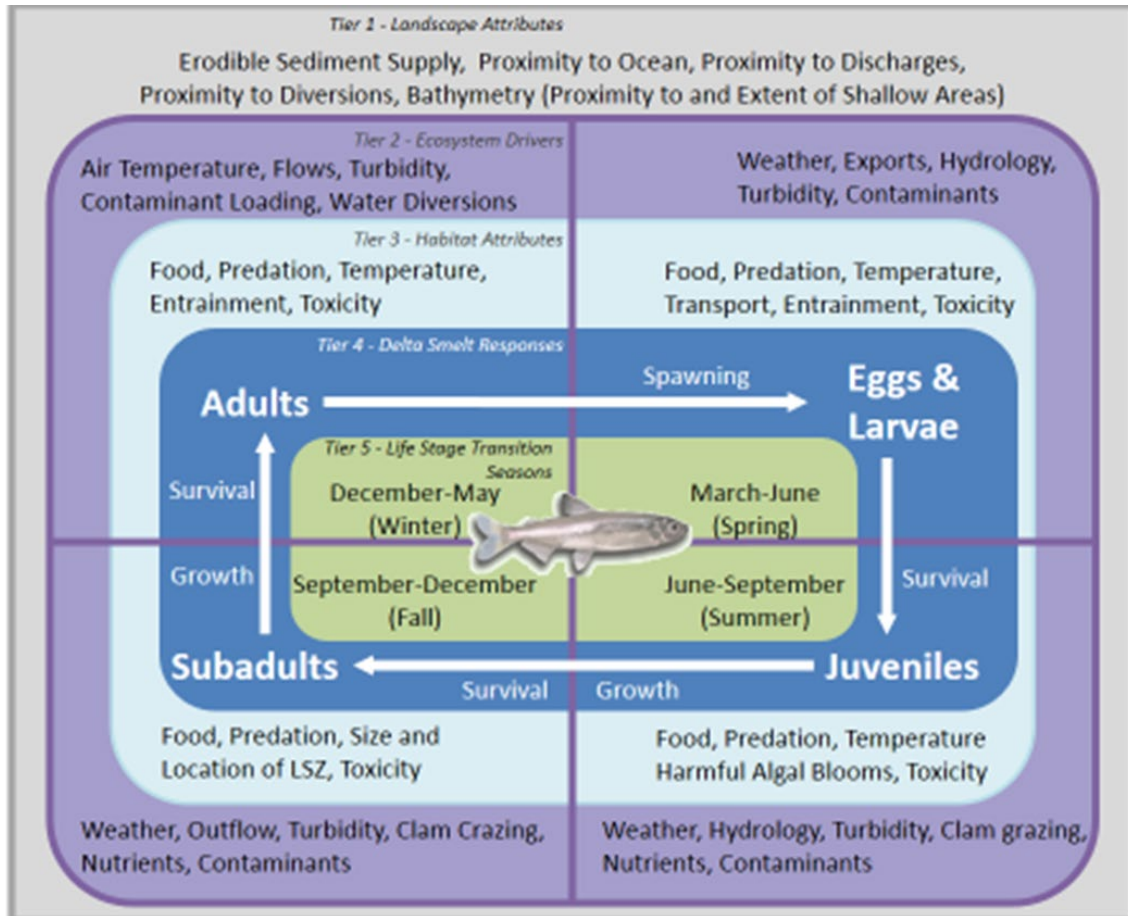 Tier 1 - Landscape Attributes
Erodible Sediment Supply, Proximity to Ocean, Proximity to Discharges,
Proximity to Diversions, Bathymetry (Proximity to and Extent of Shallow Areas)
Tier 2 - Ecosystem Drivers
Air Temperature, Flows, Turbidity,
Contaminant Loading, Water Diversions
Weather, Exports, Hydrology,
Turbidity, Contaminants
Tier 3 - Habitat Attributes
Food, Predation, Temperature,
Entrainment, Toxicity
Food, Predation, Temperature,
Transport, Entrainment, Toxicity
Tier 4 - Delta Smelt Responses
Adults
Spawning
Eggs &
Larvae
Tier 5 - Life Stage Transition
Seasons
Survival
December-May
(Winter)
March-June
(Spring)
Growth
September-December
(Fall)
June-September
(Summer)
Survival
Subadults
Survival
Growth
Juveniles
Food, Predation, Size and
Location of LSZ, Toxicity
Food, Predation, Temperature
Harmful Algal Blooms, Toxicity
Weather, Outflow, Turbidity, Clam Crazing,
Nutrients, Contaminants
Weather, Hydrology, Turbidity, Clam grazing,
Nutrients, Contaminants